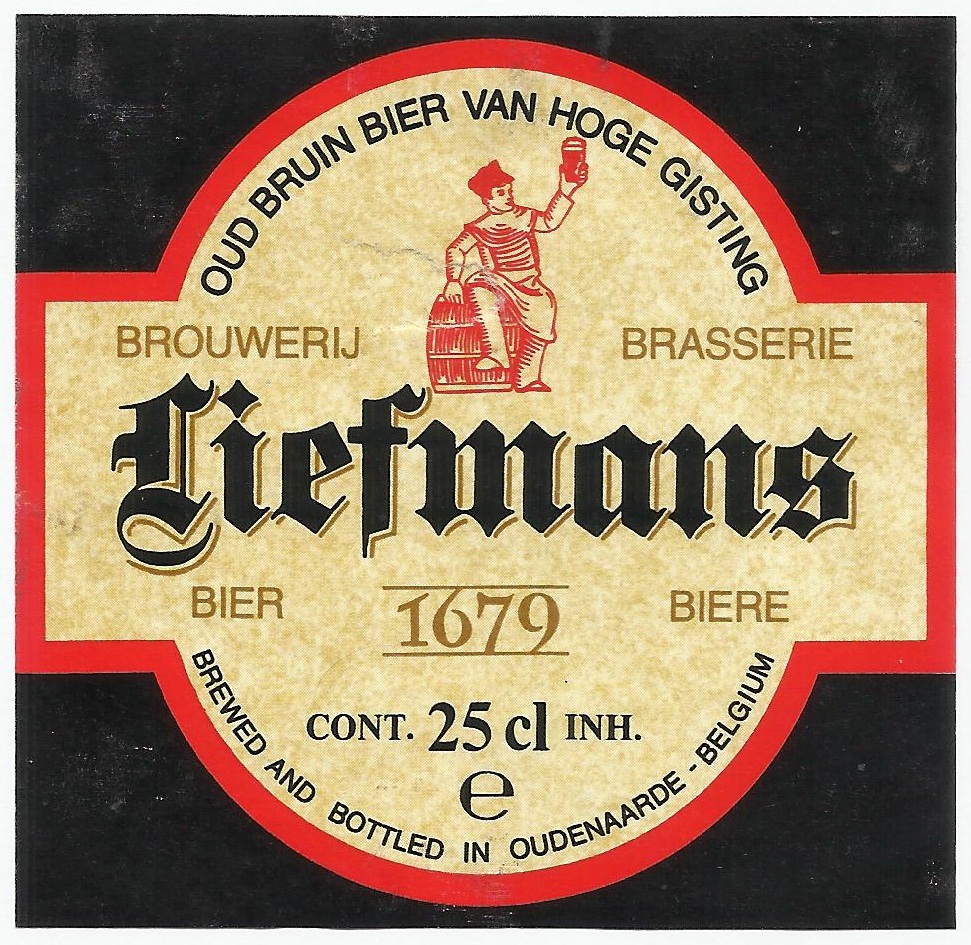 OUD BRUIN BIER VAN HOGE GISTING
BROUWERIJ BRASSERIE
Liefmans
BIER 1679 BIERE
CONT. 25 cl INH.
e
BREWED AND BOTTLED IN OUDENAARDE - BELGIUM